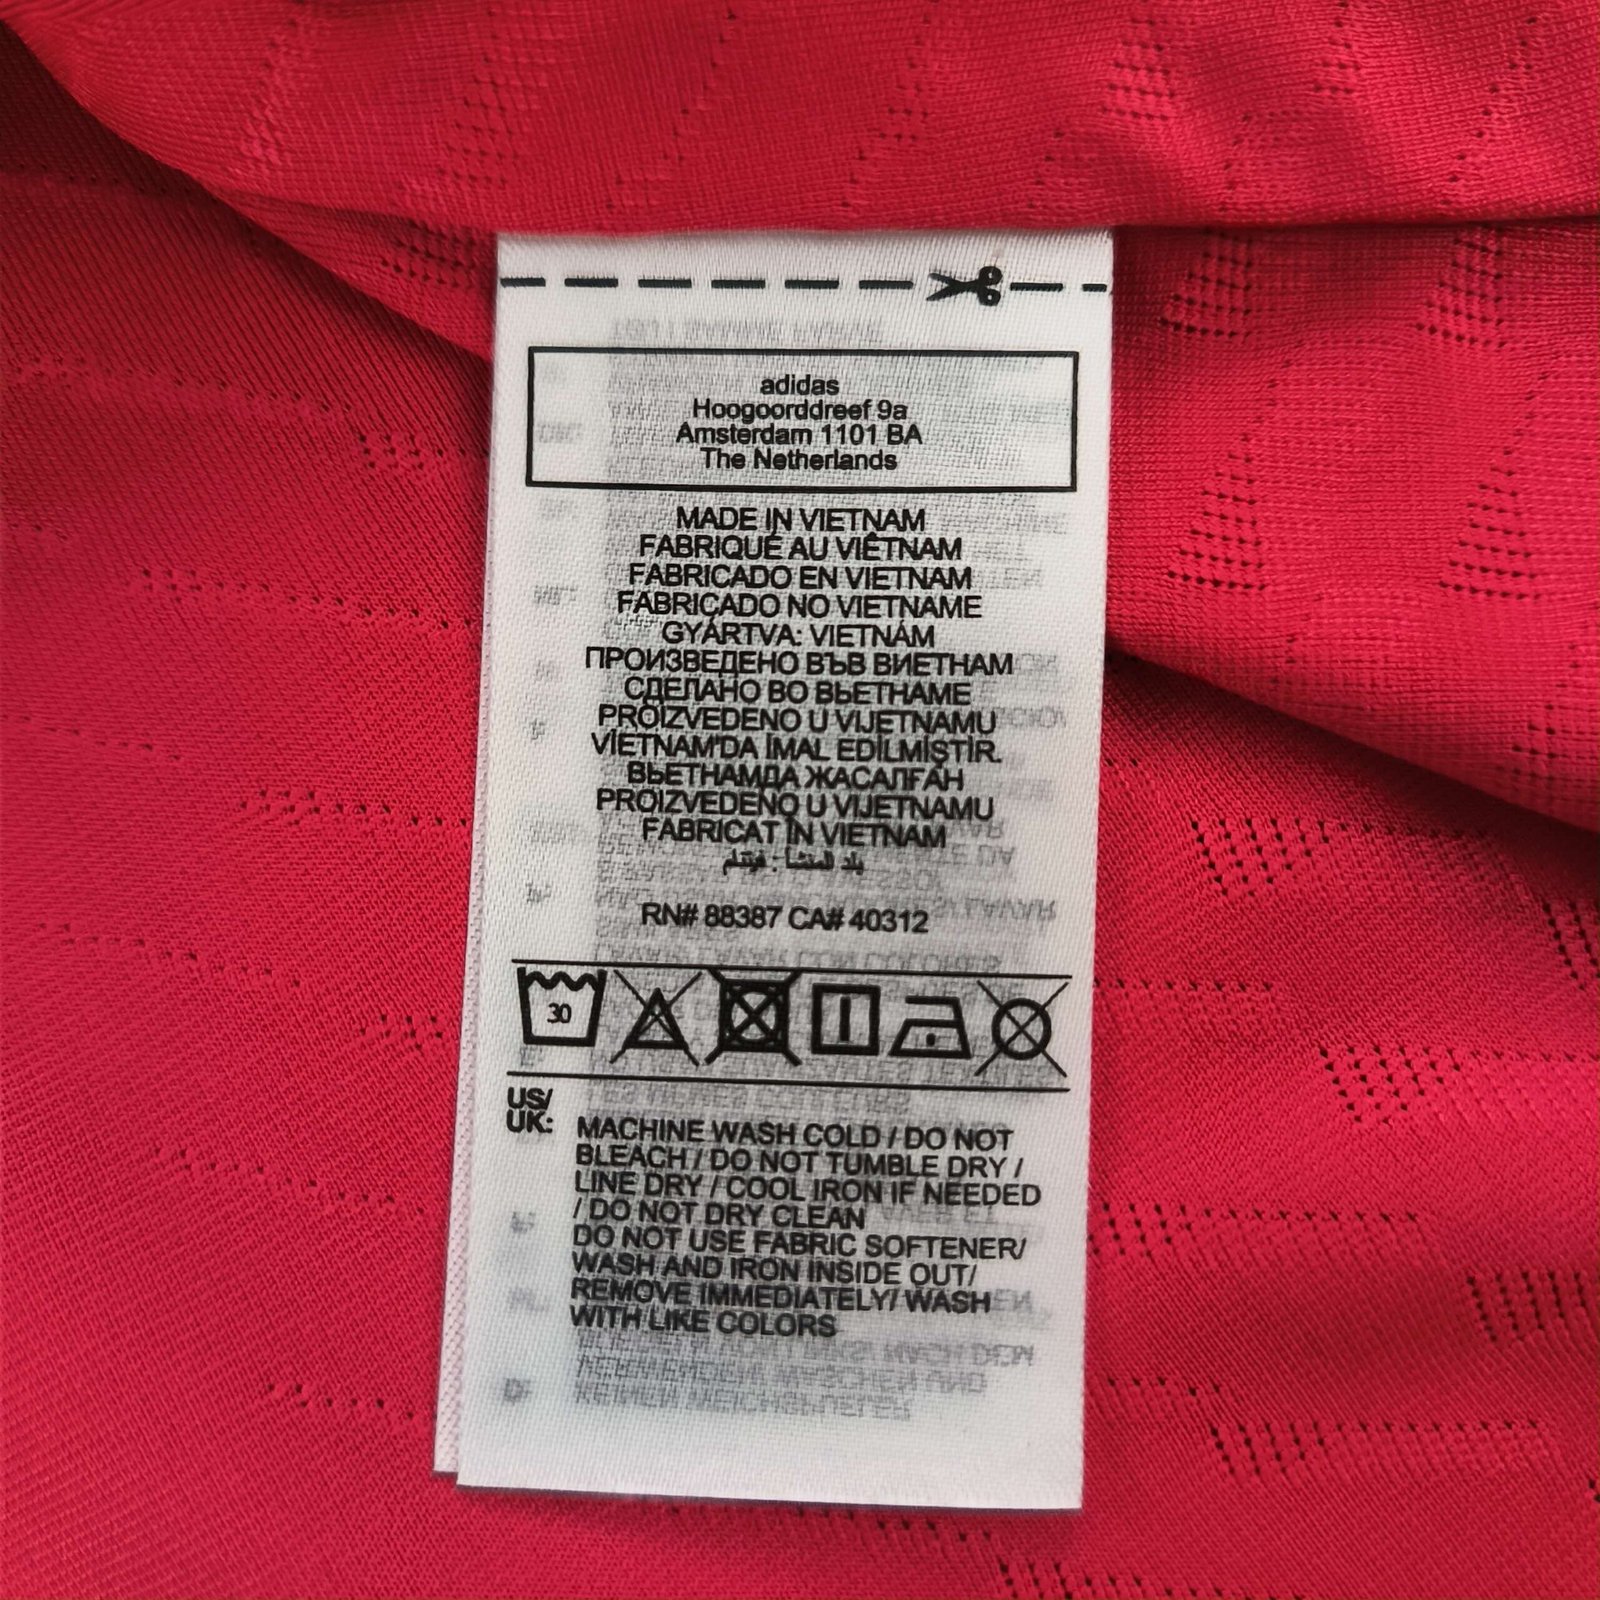 adidas
Hoogoorddreef 9a
Amsterdam 1101 BA
The Netherlands
MADE IN VIETNAM
FABRIQUÉ AU VIÊTNAM
FABRICADO EN VIETNAM
FABRICADO NO VIETNAME
GYÁRTVA: VIETNÁM
ПРОИЗВЕДЕНО ВЪВ ВИЕТНАМ
СДЕЛАНО ВО ВЬЕТНАМЕ
PROIZVEDENO U VIJETNAMU
VİETNAM'DA İMAL EDİLMİŞTİR.
ВЬЕТНАМДА ЖАСАЛҒАН
PROIZVEDENO U VIJETNAMU
FABRICAT ÎN VIETNAM
بلد المنشأ : فيتنام
RN# 88387 CA# 40312
30
US/
UK:
MACHINE WASH COLD / DO NOT
BLEACH / DO NOT TUMBLE DRY /
LINE DRY / COOL IRON IF NEEDED
/ DO NOT DRY CLEAN
DO NOT USE FABRIC SOFTENER/
WASH AND IRON INSIDE OUT/
REMOVE IMMEDIATELY/ WASH
WITH LIKE COLORS